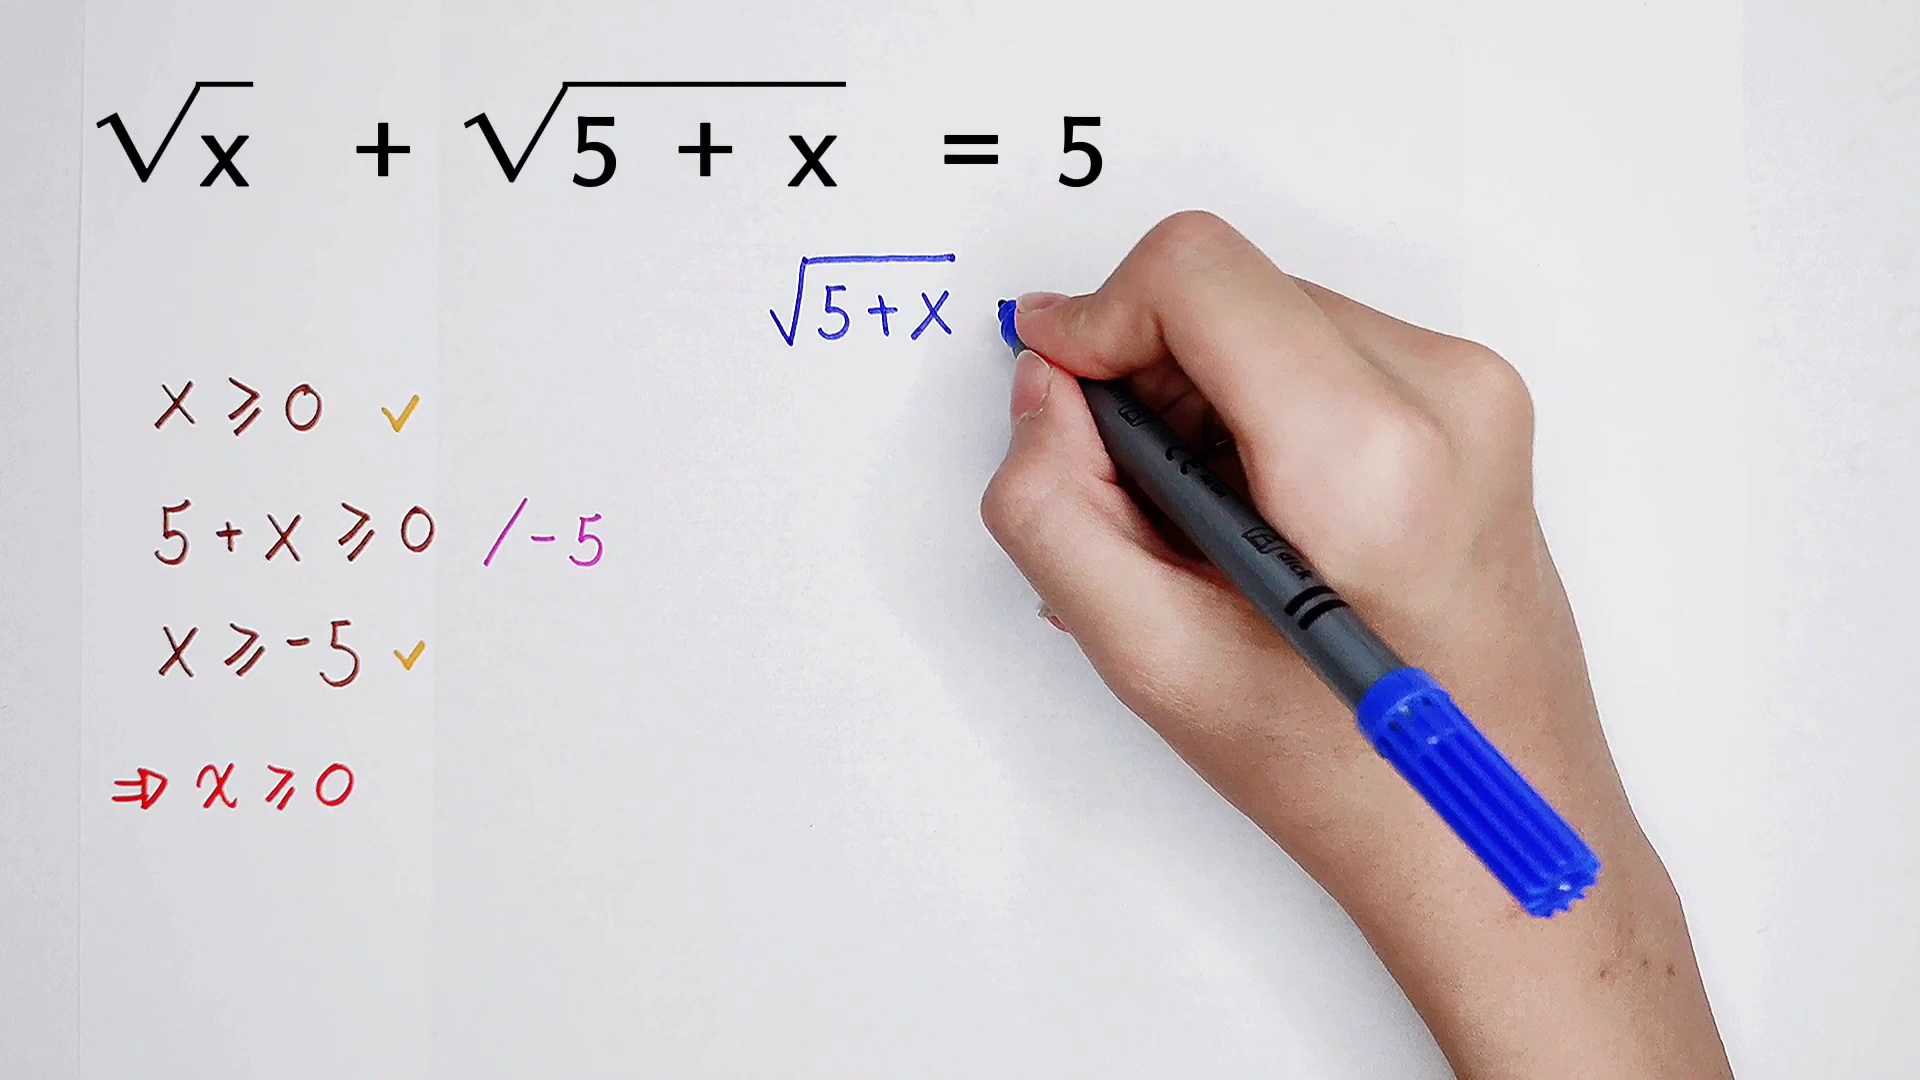 √x + √(5 + x) = 5
√(5+x)
x ⩾ 0 ✓
5 + x ⩾ 0 / - 5
x ⩾ - 5 ✓
⇒ x ⩾ 0